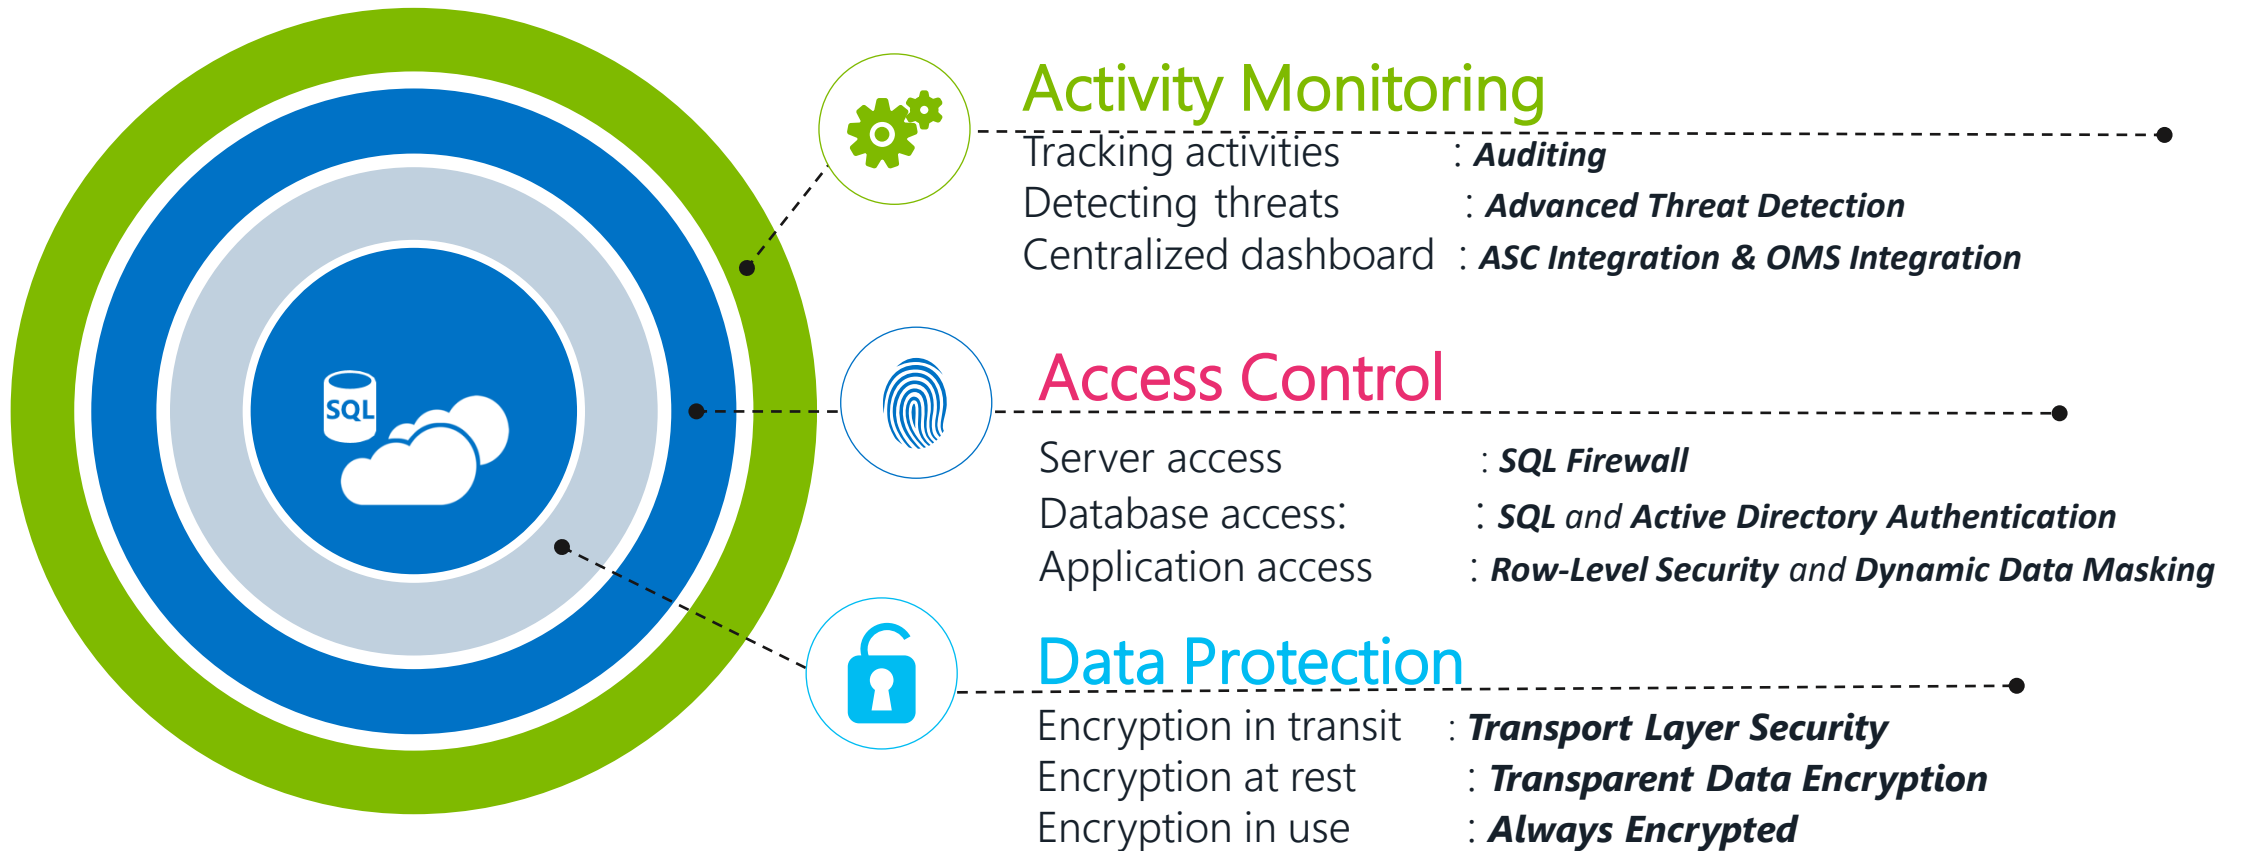 SQL
Activity Monitoring
Tracking activities : Auditing
Detecting threats : Advanced Threat Detection
Centralized dashboard : ASC Integration & OMS Integration
Access Control
Server access : SQL Firewall
Database access: : SQL and Active Directory Authentication
Application access : Row-Level Security and Dynamic Data Masking
Data Protection
Encryption in transit : Transport Layer Security
Encryption at rest : Transparent Data Encryption
Encryption in use : Always Encrypted